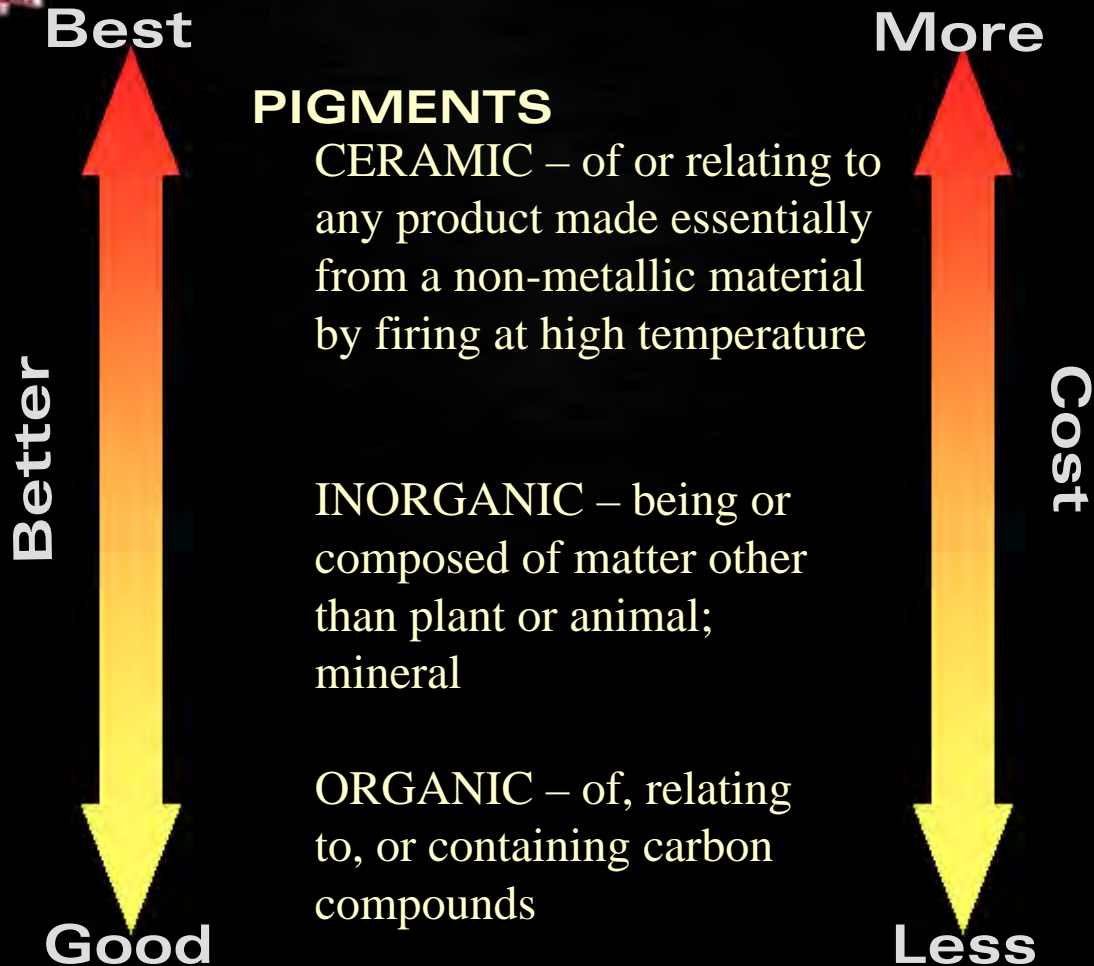 Best
More
PIGMENTS
CERAMIC – of or relating to
any product made essentially
from a non-metallic material
by firing at high temperature
Better
Cost
INORGANIC – being or
composed of matter other
than plant or animal;
mineral
ORGANIC – of, relating
to, or containing carbon
compounds
Good
Less